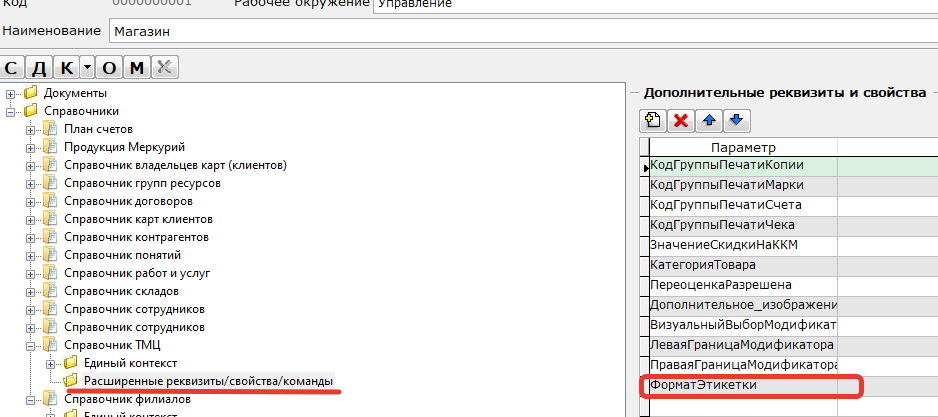 Код 0000000001 Рабочее окружение Управление
Наименование Магазин
С Д К О М
Документы
Справочники
План счетов
Продукция Меркурий
Справочник владельцев карт (клиентов)
Справочник групп ресурсов
Справочник договоров
Справочник карт клиентов
Справочник контрагентов
Справочник понятий
Справочник работ и услуг
Справочник складов
Справочник сотрудников
Справочник сотрудников
Справочник ТМЦ
Единый контекст
Расширенные реквизиты/свойства/команды
Справочник филиалов
Единый контекст
Дополнительные реквизиты и свойства
Параметр
КодГруппыПечатиКопии
КодГруппыПечатиМарки
КодГруппыПечатиСчета
КодГруппыПечатиЧека
ЗначениеСкидкиНаККМ
КатегорияТовара
ПереоценкаРазрешена
Дополнительное_изображени
ВизуальныйВыборМодификат
ЛеваяГраницаМодификатора
ПраваяГраницаМодификатора
ФорматЭтикетки